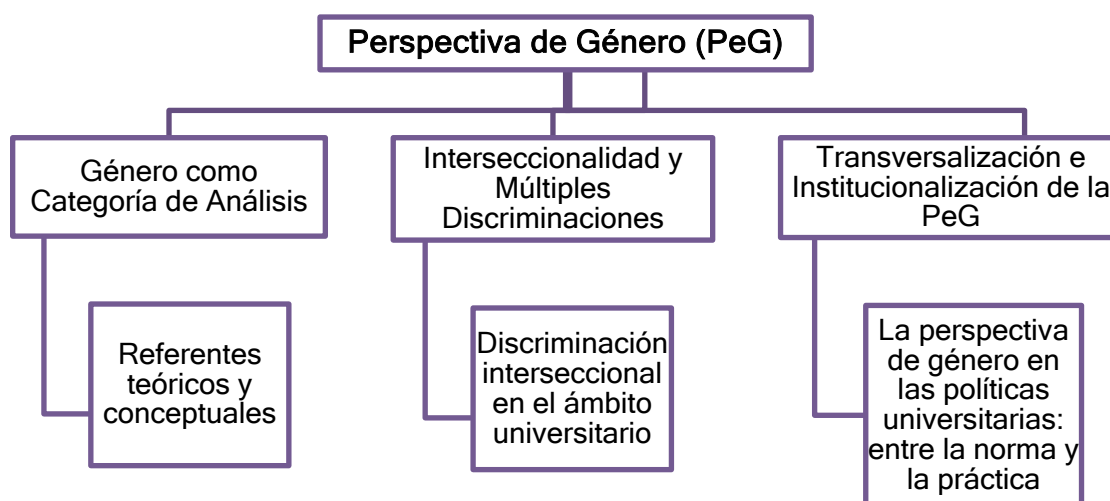 Perspectiva de Género (PeG)
Género como
Categoría de Análisis
Interseccionalidad y
Múltiples
Discriminaciones
Transversalización e
Institucionalización de la
PeG
Referentes
teóricos y
conceptuales
Discriminación
interseccional
en el ámbito
universitario
La perspectiva
de género en
las políticas
universitarias:
entre la norma y
la práctica